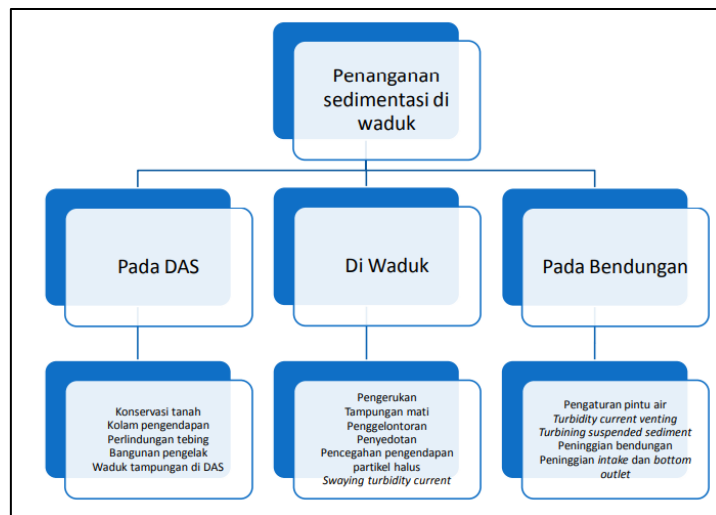 Penanganan
sedimentasi di
waduk
Pada DAS
Di Waduk
Pada Bendungan
Konservasi tanah
Kolam pengendapan
Perlindungan tebing
Bangunan pengelak
Waduk tampungan di DAS
Pengerukan
Tampungan mati
Penggelontoran
Penyedotan
Pencegahan pengendapan
partikel halus
Swaying turbidity current
Pengaturan pintu air
Turbidity current venting
Turbining suspended sediment
Peninggian bendungan
Peninggian intake dan bottom
outlet